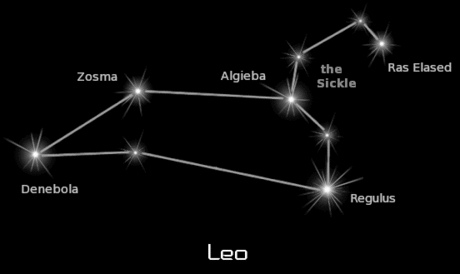 Zosma
Algieba
the
Sickle
Ras Elased
Denebola
Regulus
Leo